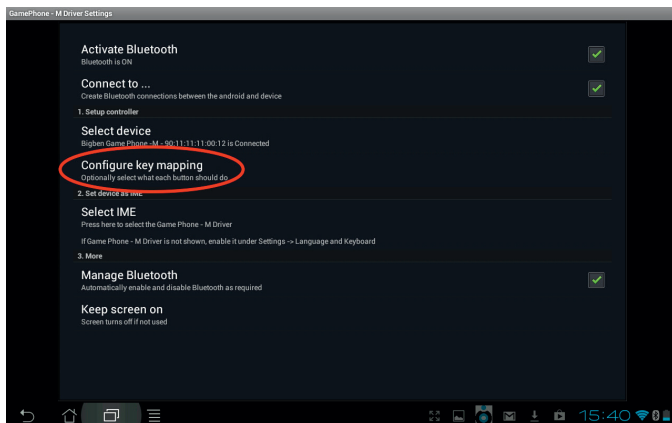 GamePhone - M Driver Settings
Activate Bluetooth
Bluetooth is ON
Connect to ...
Create Bluetooth connections between the android and device
1. Setup controller
Select device
Bigben Game Phone -M - 90:11:11:11:00:12 is Connected
Configure key mapping
Optionally select what each button should do
2. Set device as IME
Select IME
Press here to select the Game Phone - M Driver
If Game Phone - M Driver is not shown, enable it under Settings -> Language and Keyboard
3. More
Manage Bluetooth
Automatically enable and disable Bluetooth as required
Keep screen on
Screen turns off if not used
15:40